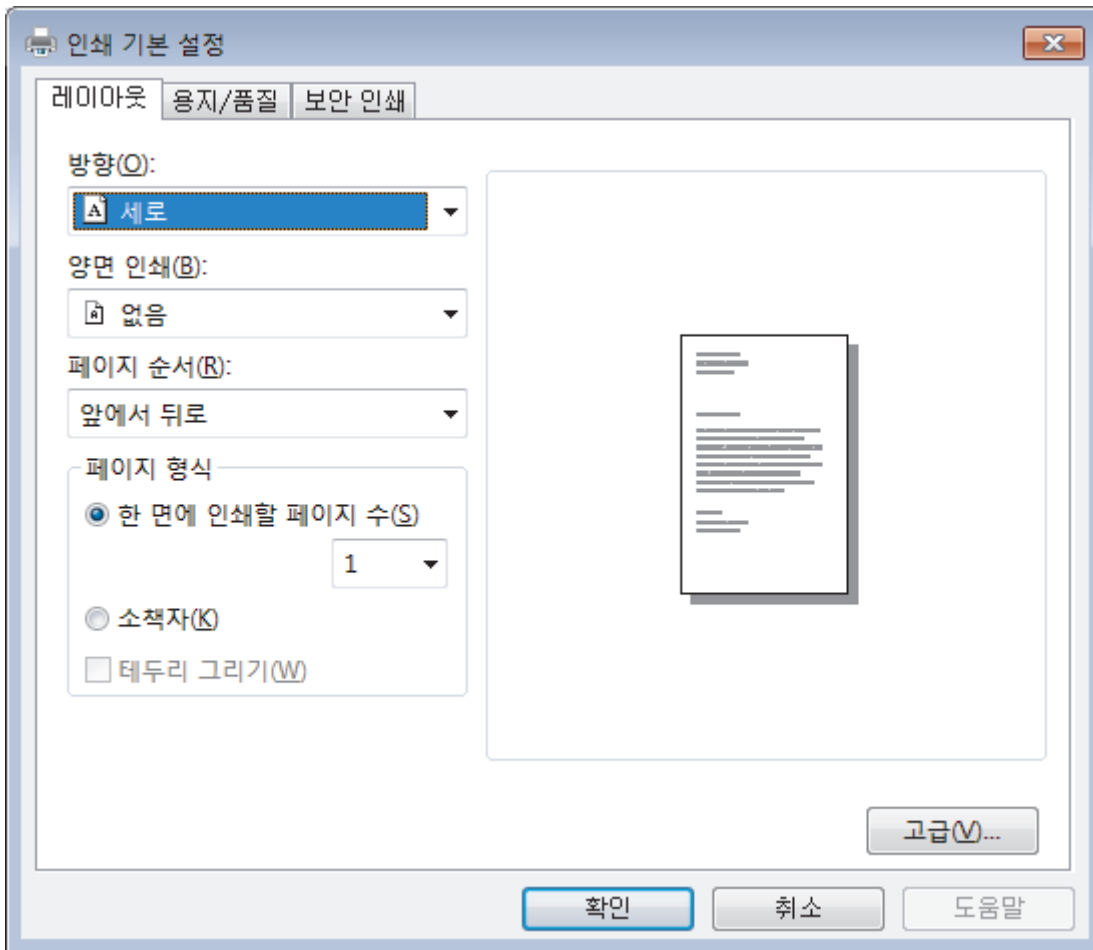 인쇄 기본 설정
레이아웃 용지/품질 보안 인쇄
방향(O):
A 세로
양면 인쇄(B):
A 없음
페이지 순서(R):
앞에서 뒤로
페이지 형식
한 면에 인쇄할 페이지 수(S)
1
소책자(K)
테두리 그리기(W)
고급(V)...
확인 취소 도움말